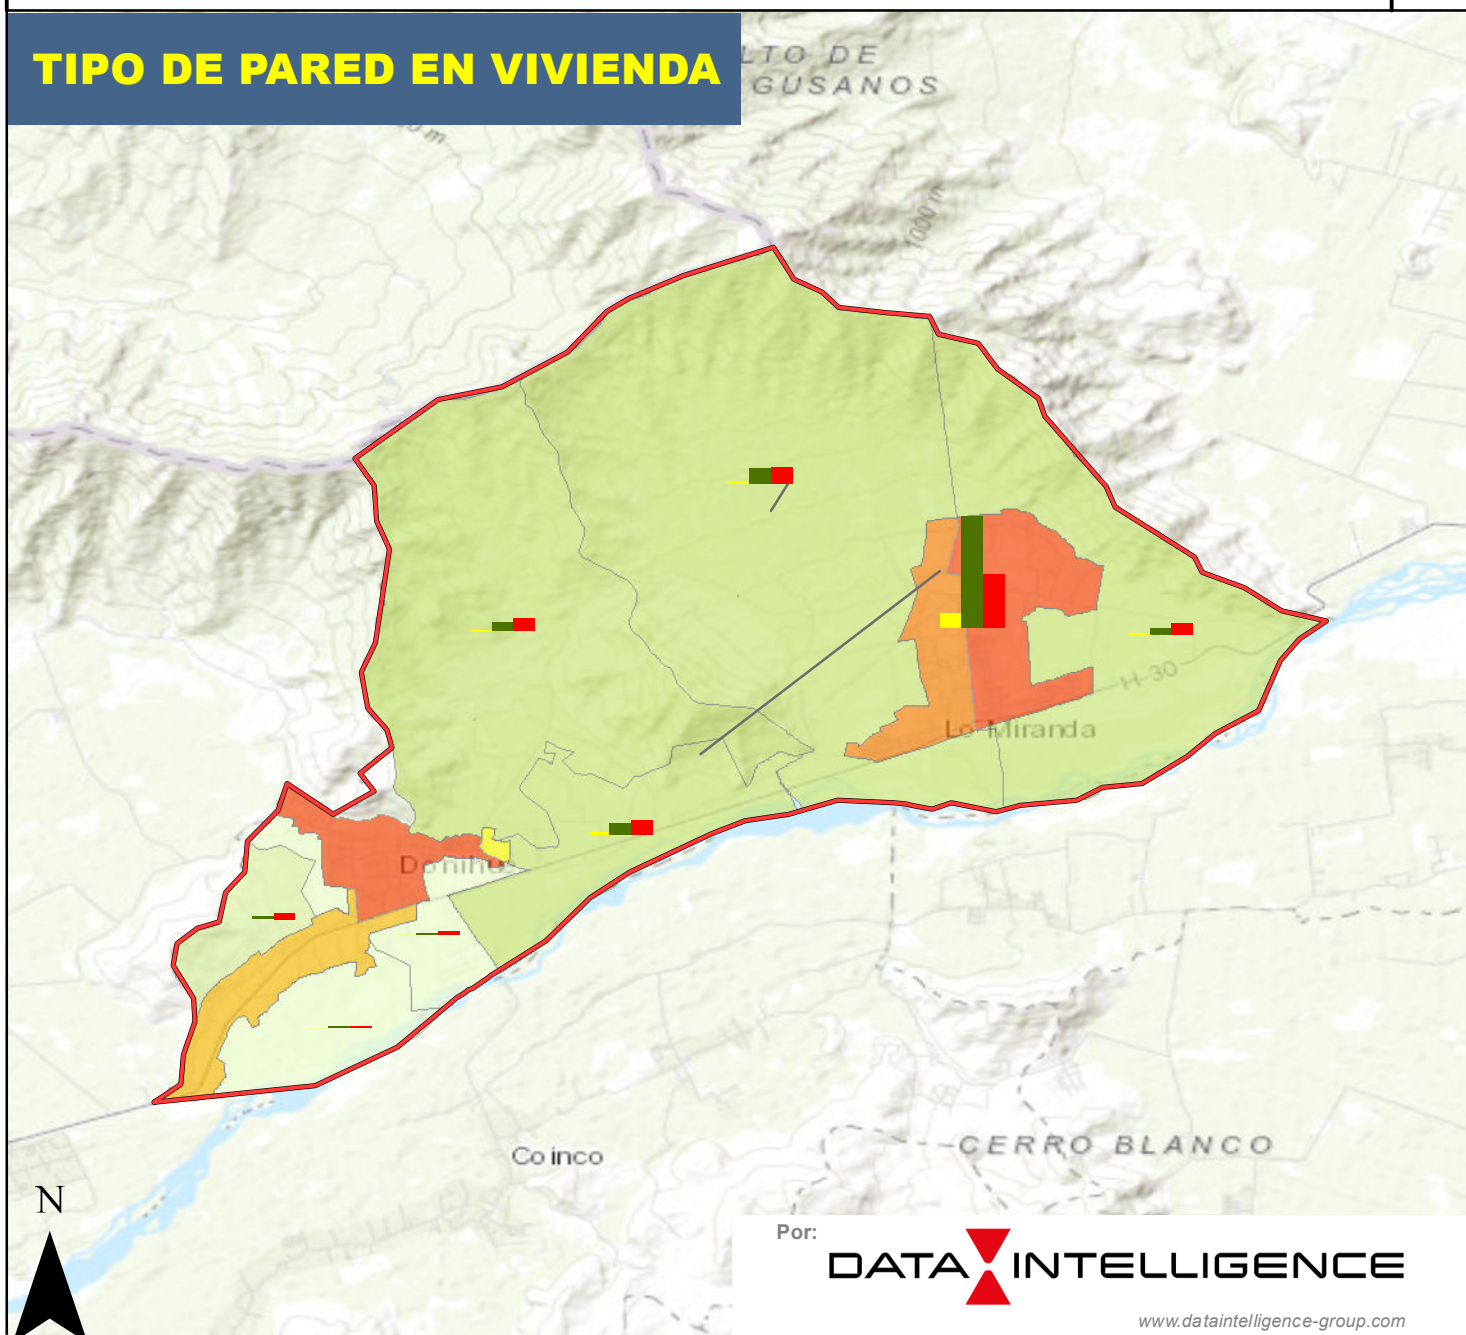 TIPO DE PARED EN VIVIENDA
LTO DE
GUSANOS
1000 m
H-30
Lo Miranda
Doñihue
Coinco
CERRO BLANCO
N
Por:
DATA INTELLIGENCE
www.dataintelligence-group.com